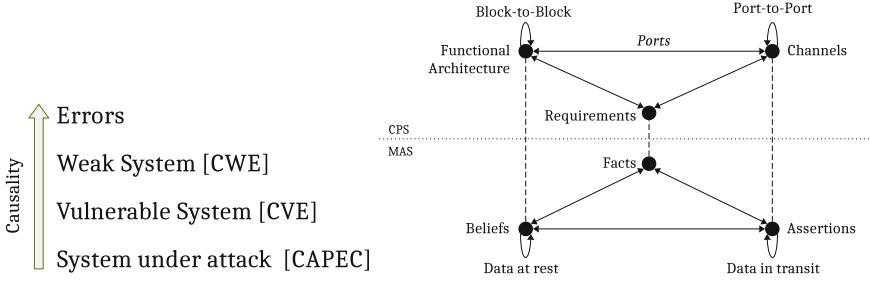 Causality
Errors
Weak System [CWE]
Vulnerable System [CVE]
System under attack [CAPEC]
Block-to-Block
Port-to-Port
Functional
Architecture
Ports
Channels
Requirements
CPS
MAS
Facts
Beliefs
Assertions
Data at rest
Data in transit